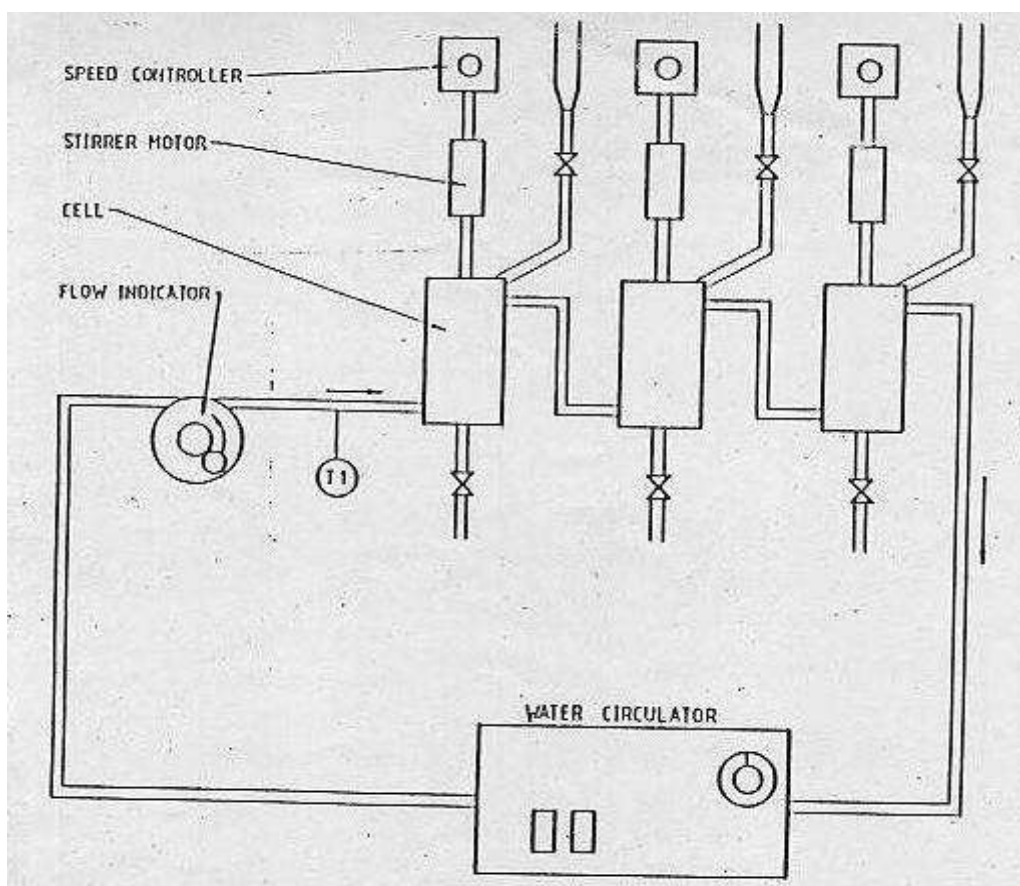 SPEED CONTROLLER
STIRRER MOTOR
CELL
FLOW INDICATOR
T1
WATER CIRCULATOR